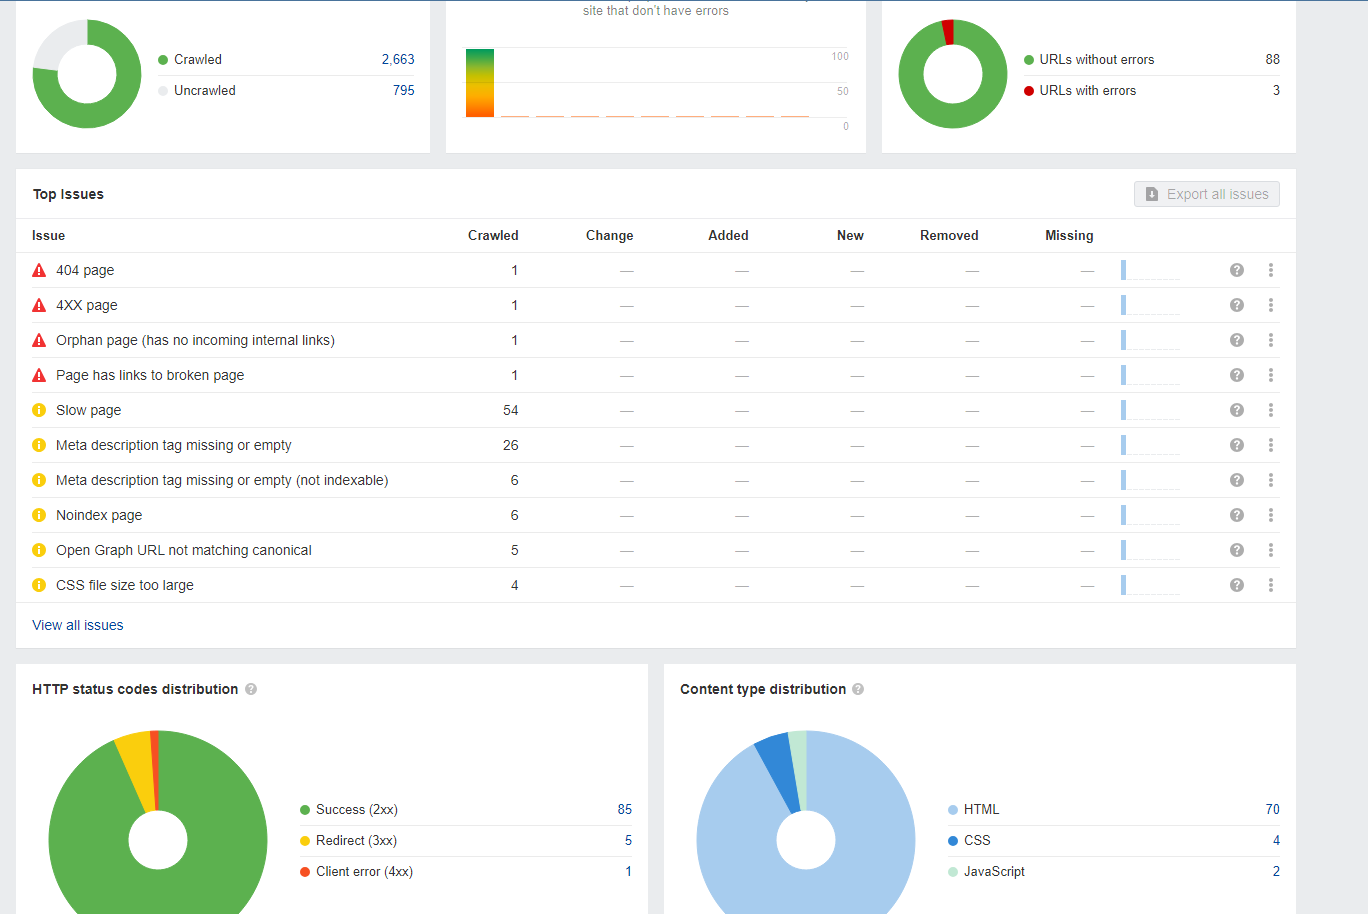 site that don't have errors
Crawled 2,663
Uncrawled 795
100
50
0
URLs without errors 88
URLs with errors 3
Top Issues
Export all issues
Issue Crawled Change Added New Removed Missing
404 page 1 — — — — —
4XX page 1 — — — — —
Orphan page (has no incoming internal links) 1 — — — — —
Page has links to broken page 1 — — — — —
Slow page 54 — — — — —
Meta description tag missing or empty 26 — — — — —
Meta description tag missing or empty (not indexable) 6 — — — — —
Noindex page 6 — — — — —
Open Graph URL not matching canonical 5 — — — — —
CSS file size too large 4 — — — — —
View all issues
HTTP status codes distribution
Success (2xx) 85
Redirect (3xx) 5
Client error (4xx) 1
Content type distribution
HTML 70
CSS 4
JavaScript 2